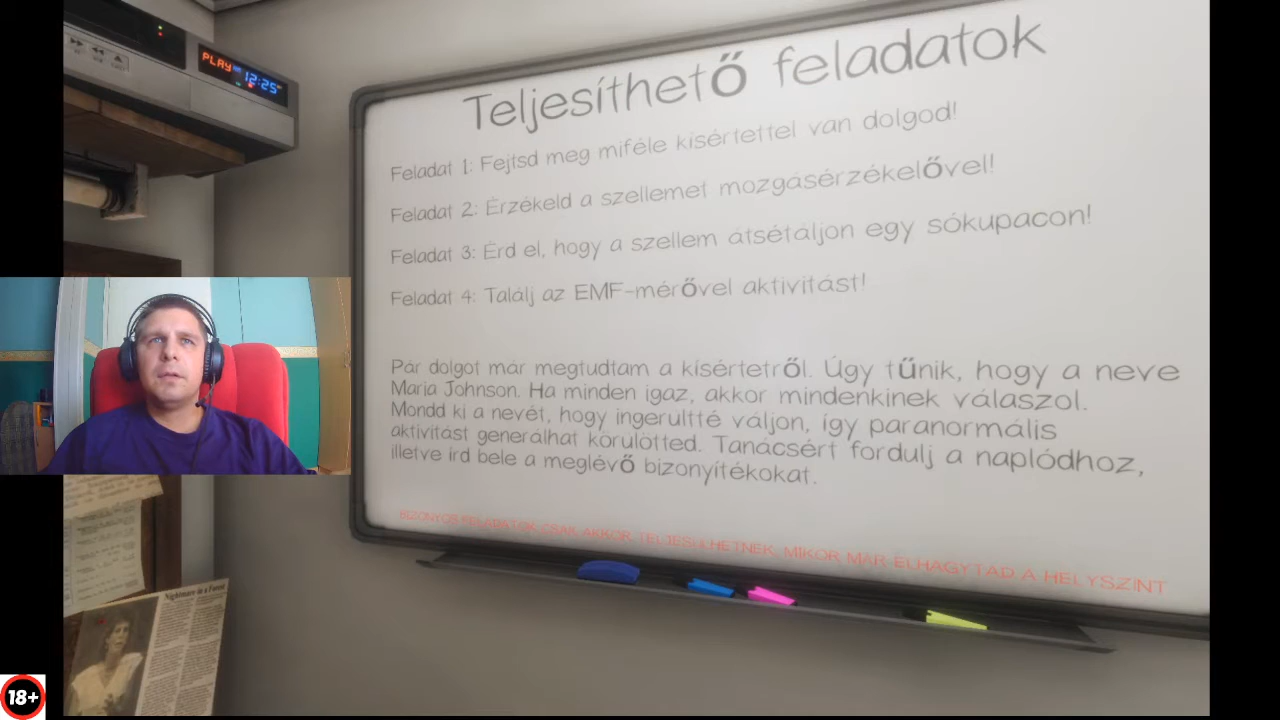 PLAY 12:25
Teljesíthető feladatok
Feladat 1: Fejtsd meg miféle kisértettel van dolgod!
Feladat 2: Érzékeld a szellemet mozgásérzékelővel!
Feladat 3: Érd el, hogy a szellem átsétáljon egy sókupacon!
Feladat 4: Találj az EMF-mérővel aktivitást!
Pár dolgot már megtudtam a kísértetről. Úgy tűnik, hogy a neve
Maria Johnson. Ha minden igaz, akkor mindenkinek válaszol.
Mondd ki a nevét, hogy ingerültté váljon, így paranormális
aktivitást generálhat körülötted. Tanácsért fordulj a naplódhoz,
illetve írd bele a meglévő bizonyítékokat.
BIZONYOS FELADATOK CSAK AKKOR TELJESÜLHETNEK, MIKOR MÁR ELHAGYTAD A HELYSZÍNT
Nightmare in a Forest
18+